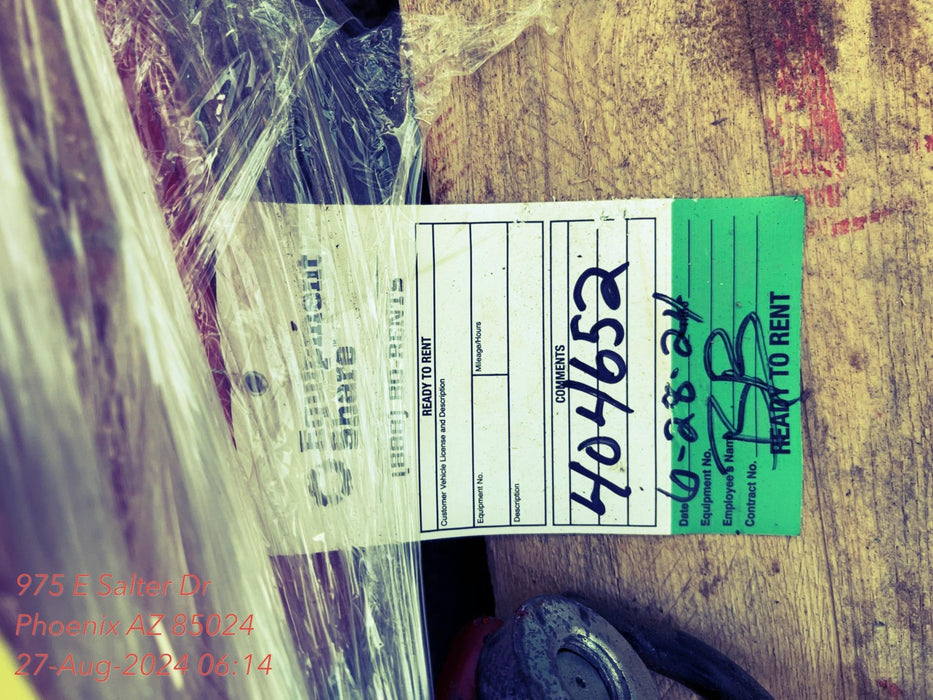 Equipment
Share
READY TO RENT
Customer Vehicle License and Description
Equipment No.
Mileage/Hours
Description
COMMENTS
404652
Date 6-28-24
Equipment No.
Employee's Name
Contract No.
READY TO RENT
975 E Salter Dr
Phoenix AZ 85024
27-Aug-2024 06:14